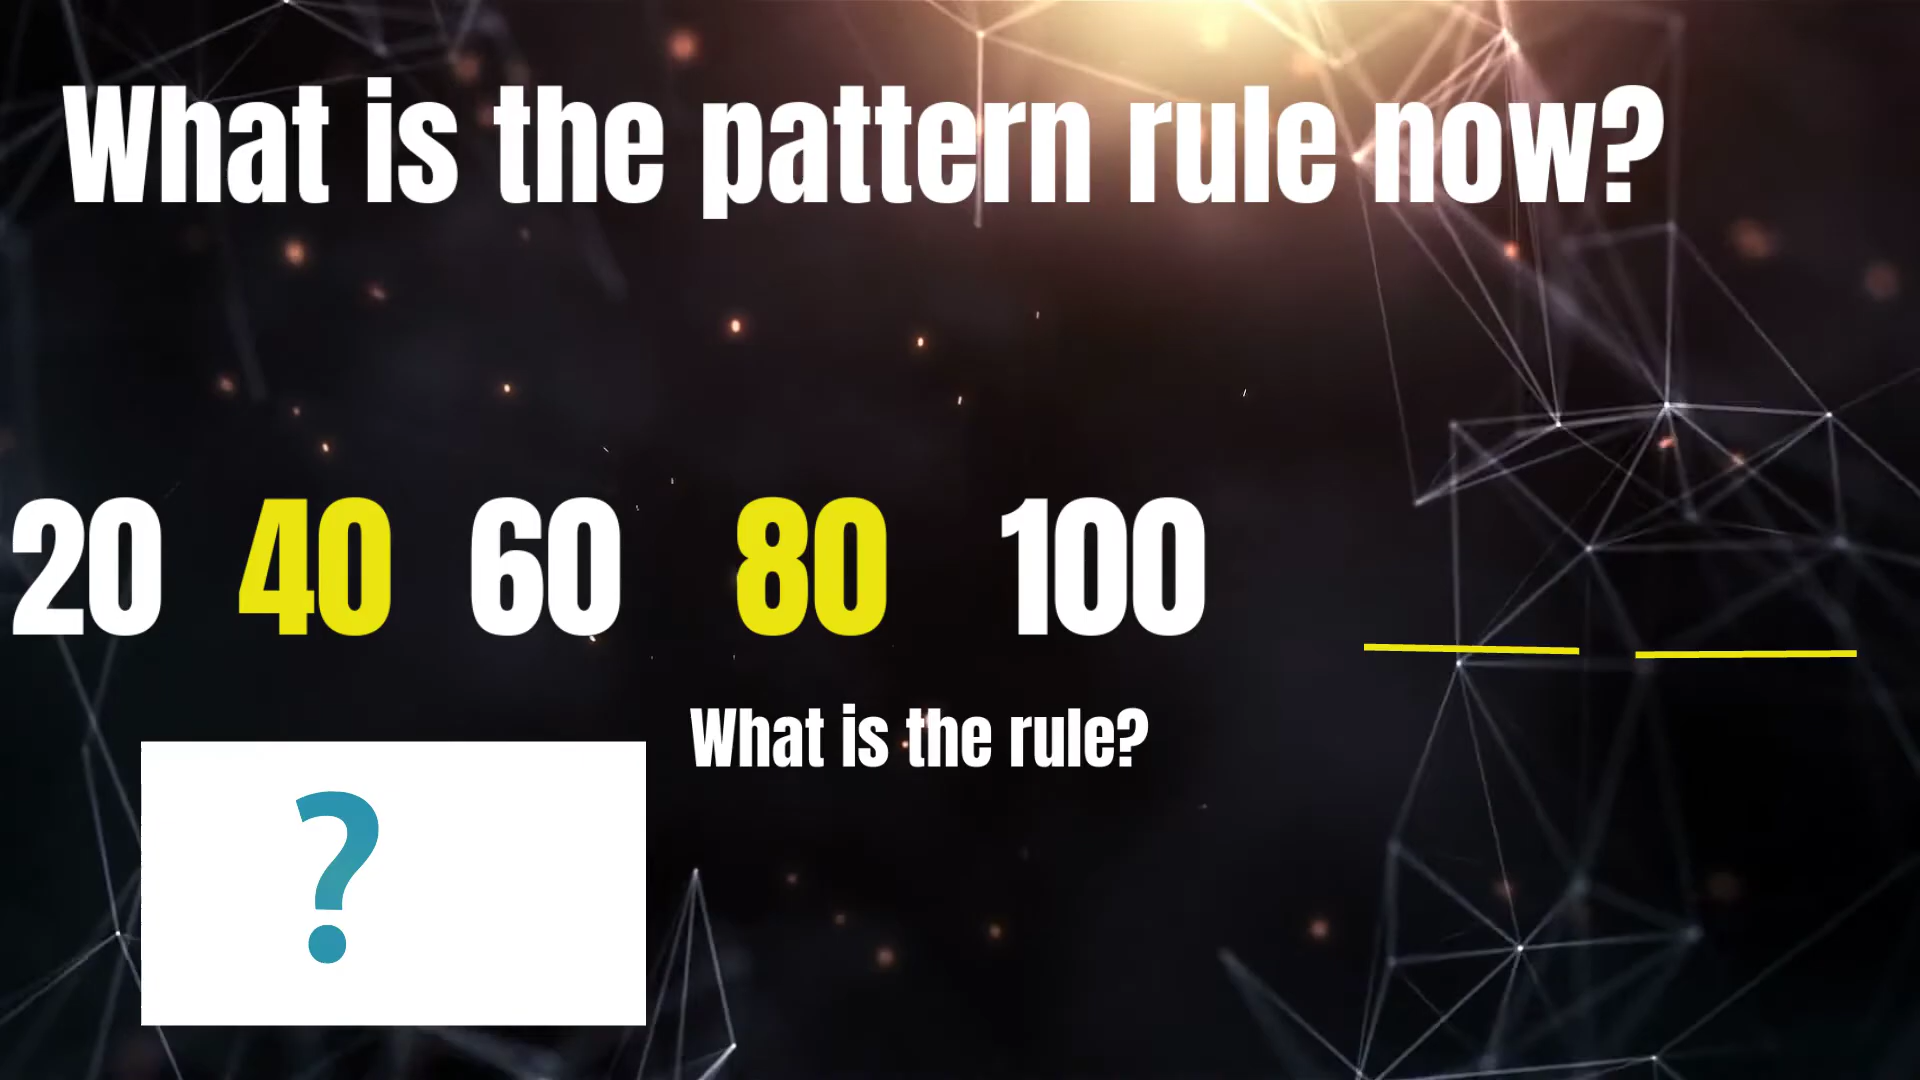 What is the pattern rule now?
20 40 60 80 100
What is the rule?
?